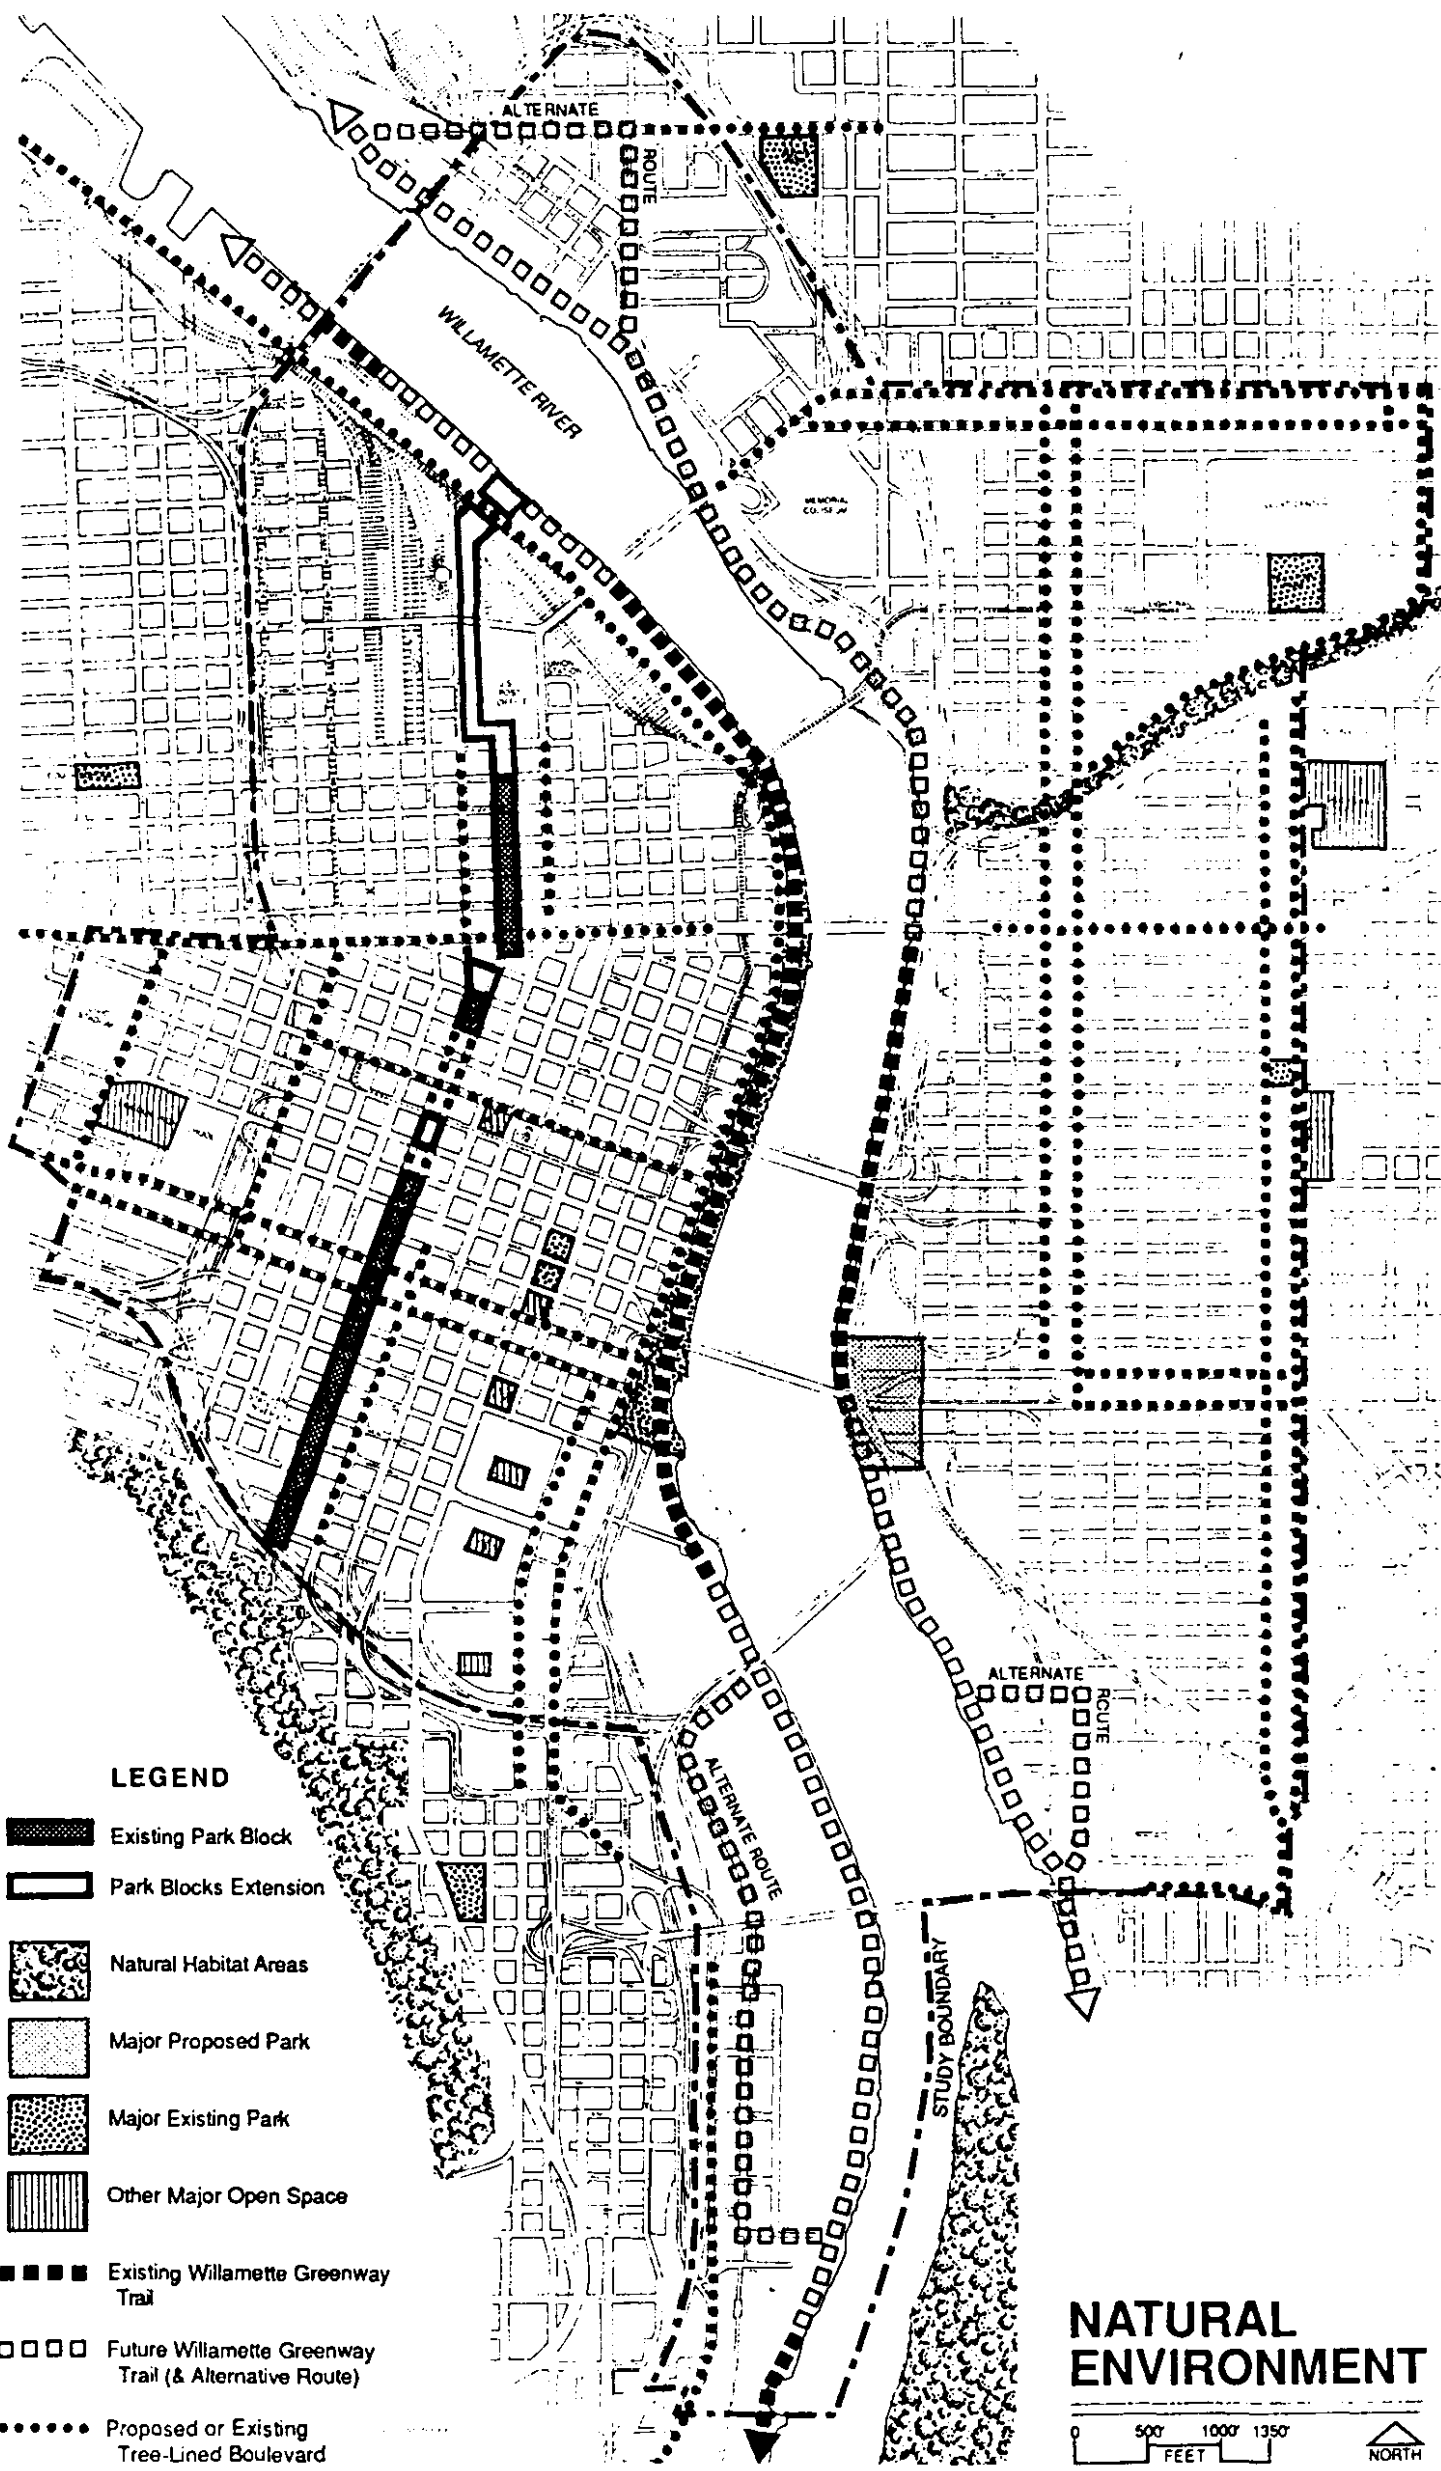 ALTERNATE
ROUTE
WILLAMETTE RIVER
MEMORIAL
COLISEUM
ALTERNATE
ROUTE
ALTERNATE ROUTE
STUDY BOUNDARY
LEGEND
Existing Park Block
Park Blocks Extension
Natural Habitat Areas
Major Proposed Park
Major Existing Park
Other Major Open Space
Existing Willamette Greenway
Trail
Future Willamette Greenway
Trail (& Alternative Route)
Proposed or Existing
Tree-Lined Boulevard
NATURAL
ENVIRONMENT
0 500' 1000' 1350'
FEET
NORTH